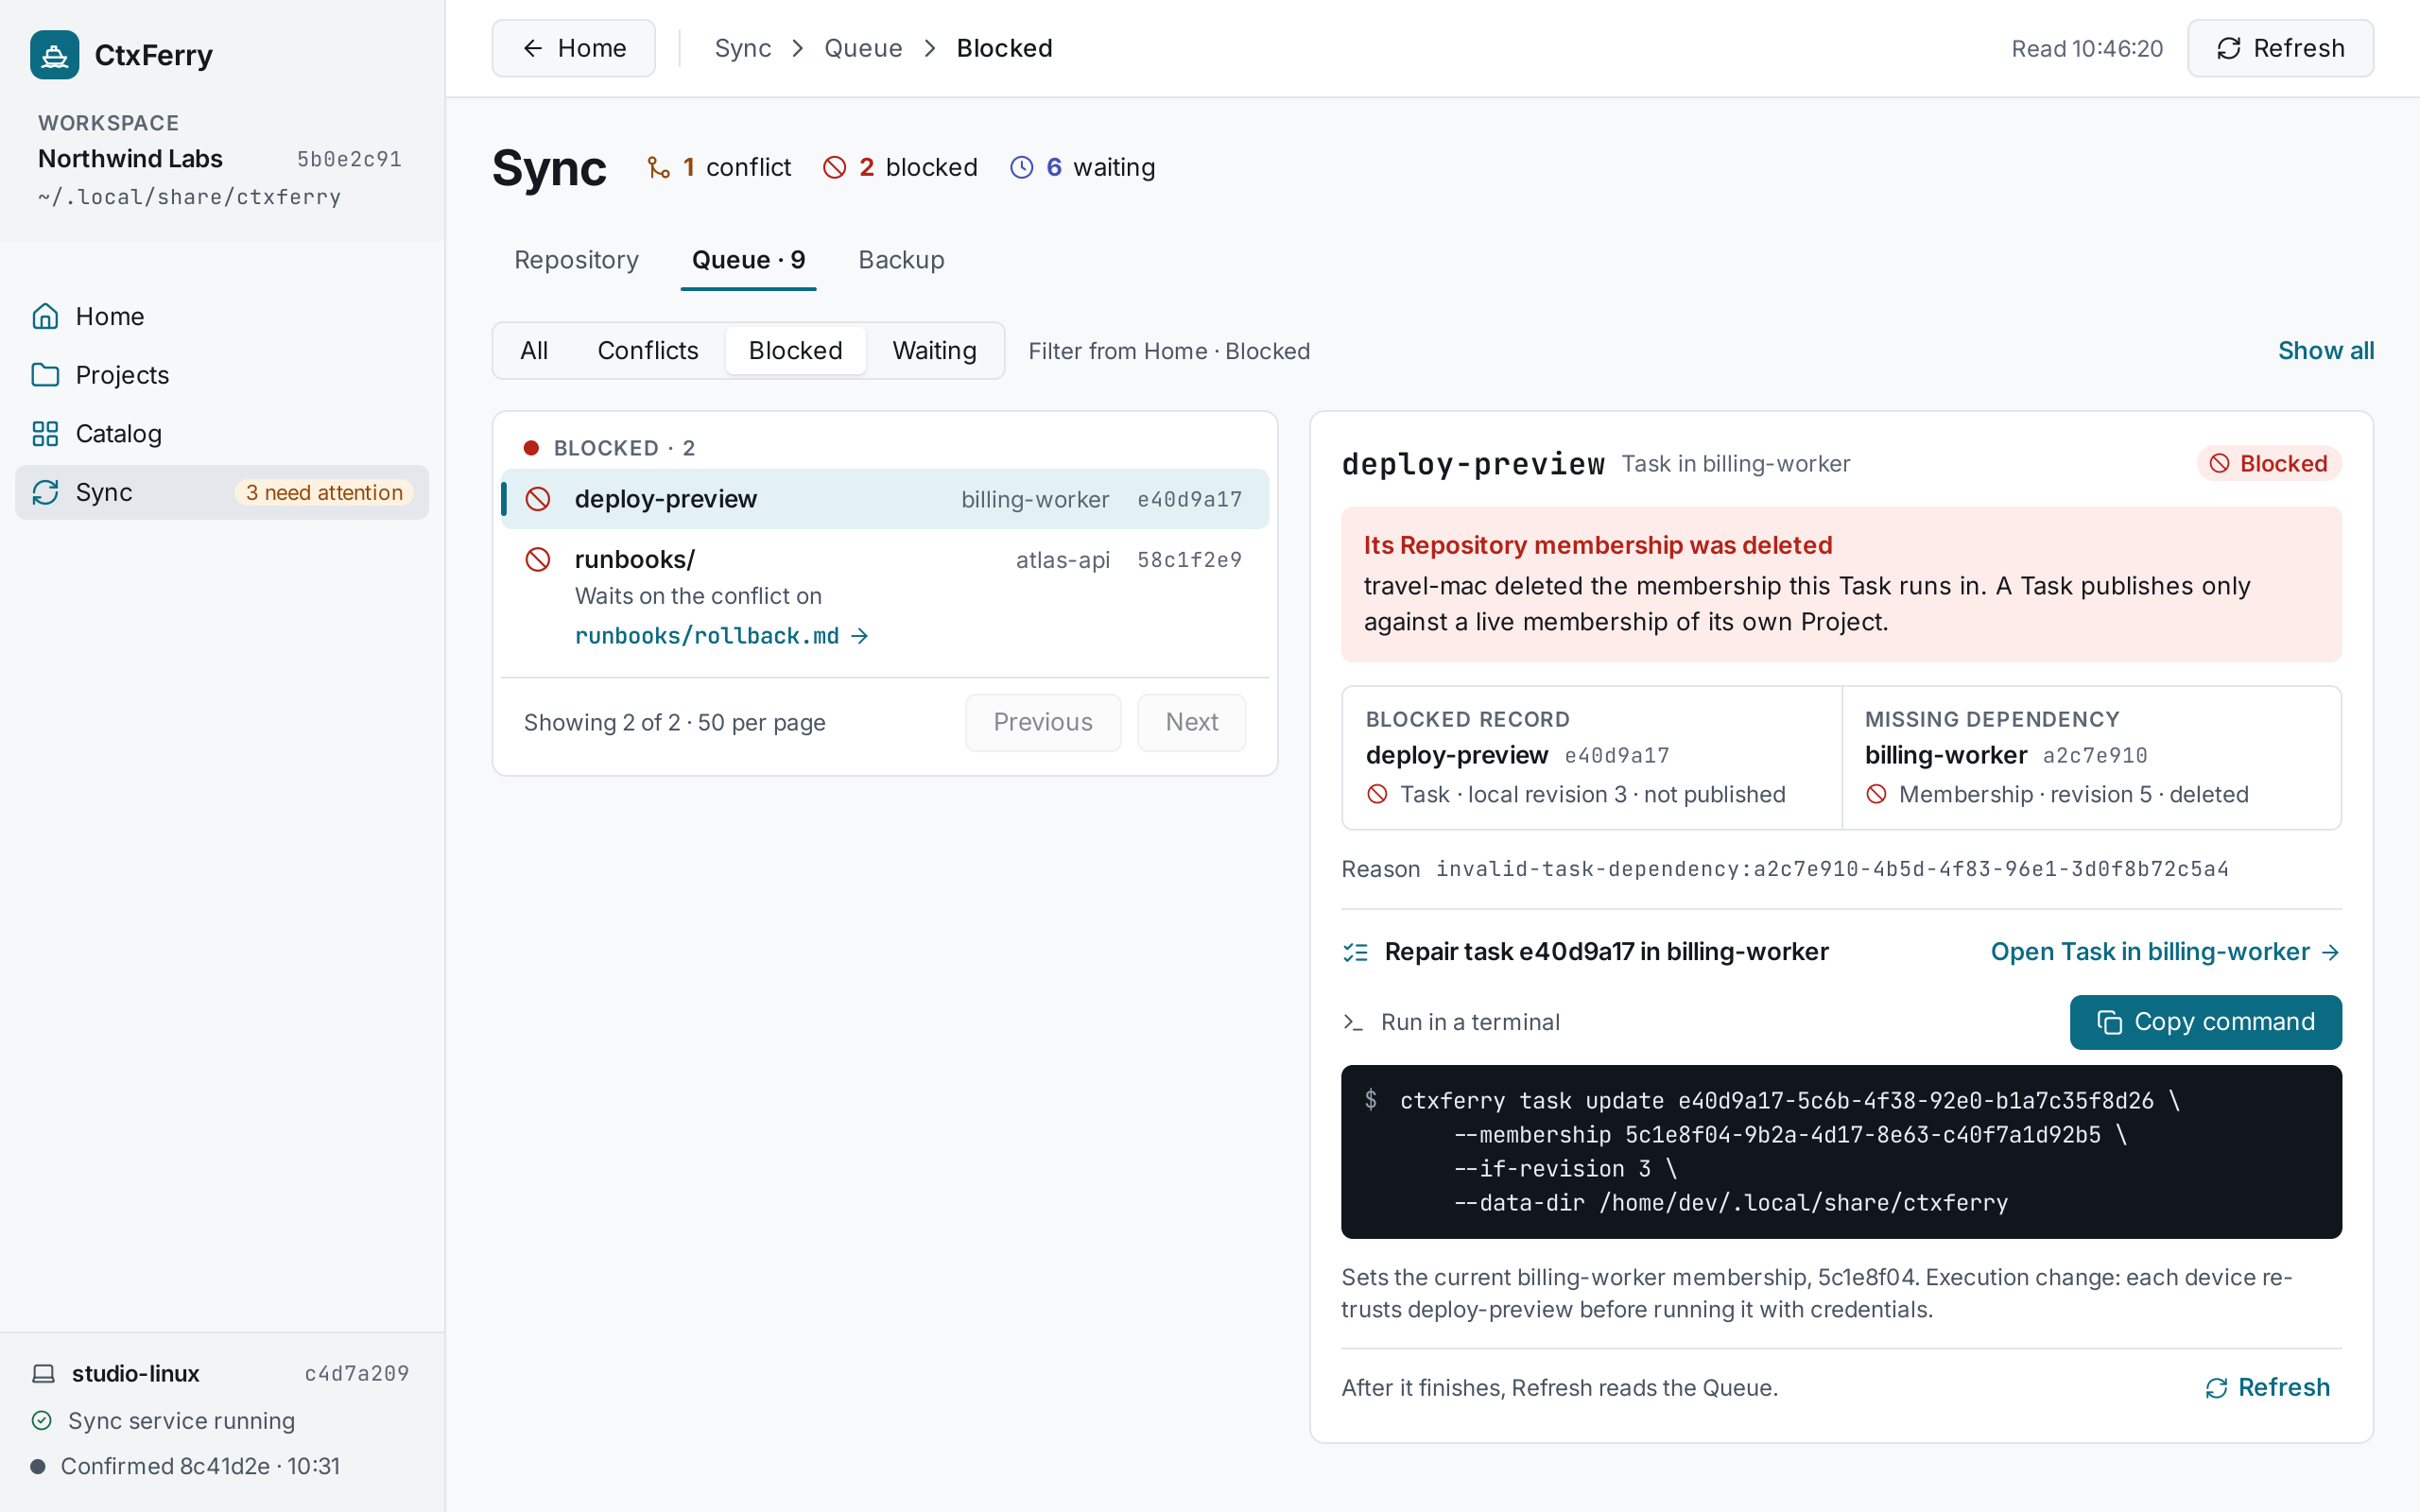 CtxFerry
WORKSPACE
Northwind Labs 5b0e2c91
~/.local/share/ctxferry
Home
Projects
Catalog
Sync 3 need attention
studio-linux c4d7a209
Sync service running
Confirmed 8c41d2e · 10:31
Home Sync Queue Blocked Read 10:46:20 Refresh
Sync 1 conflict 2 blocked 6 waiting
Repository Queue · 9 Backup
All Conflicts Blocked Waiting Filter from Home · Blocked Show all
BLOCKED · 2
deploy-preview billing-worker e40d9a17
runbooks/ atlas-api 58c1f2e9
Waits on the conflict on
runbooks/rollback.md →
Showing 2 of 2 · 50 per page Previous Next
deploy-preview Task in billing-worker Blocked
Its Repository membership was deleted
travel-mac deleted the membership this Task runs in. A Task publishes only
against a live membership of its own Project.
BLOCKED RECORD
deploy-preview e40d9a17
Task · local revision 3 · not published
MISSING DEPENDENCY
billing-worker a2c7e910
Membership · revision 5 · deleted
Reason invalid-task-dependency:a2c7e910-4b5d-4f83-96e1-3d0f8b72c5a4
Repair task e40d9a17 in billing-worker Open Task in billing-worker →
Run in a terminal Copy command
$ ctxferry task update e40d9a17-5c6b-4f38-92e0-b1a7c35f8d26 \
--membership 5c1e8f04-9b2a-4d17-8e63-c40f7a1d92b5 \
--if-revision 3 \
--data-dir /home/dev/.local/share/ctxferry
Sets the current billing-worker membership, 5c1e8f04. Execution change: each device re-
trusts deploy-preview before running it with credentials.
After it finishes, Refresh reads the Queue. Refresh